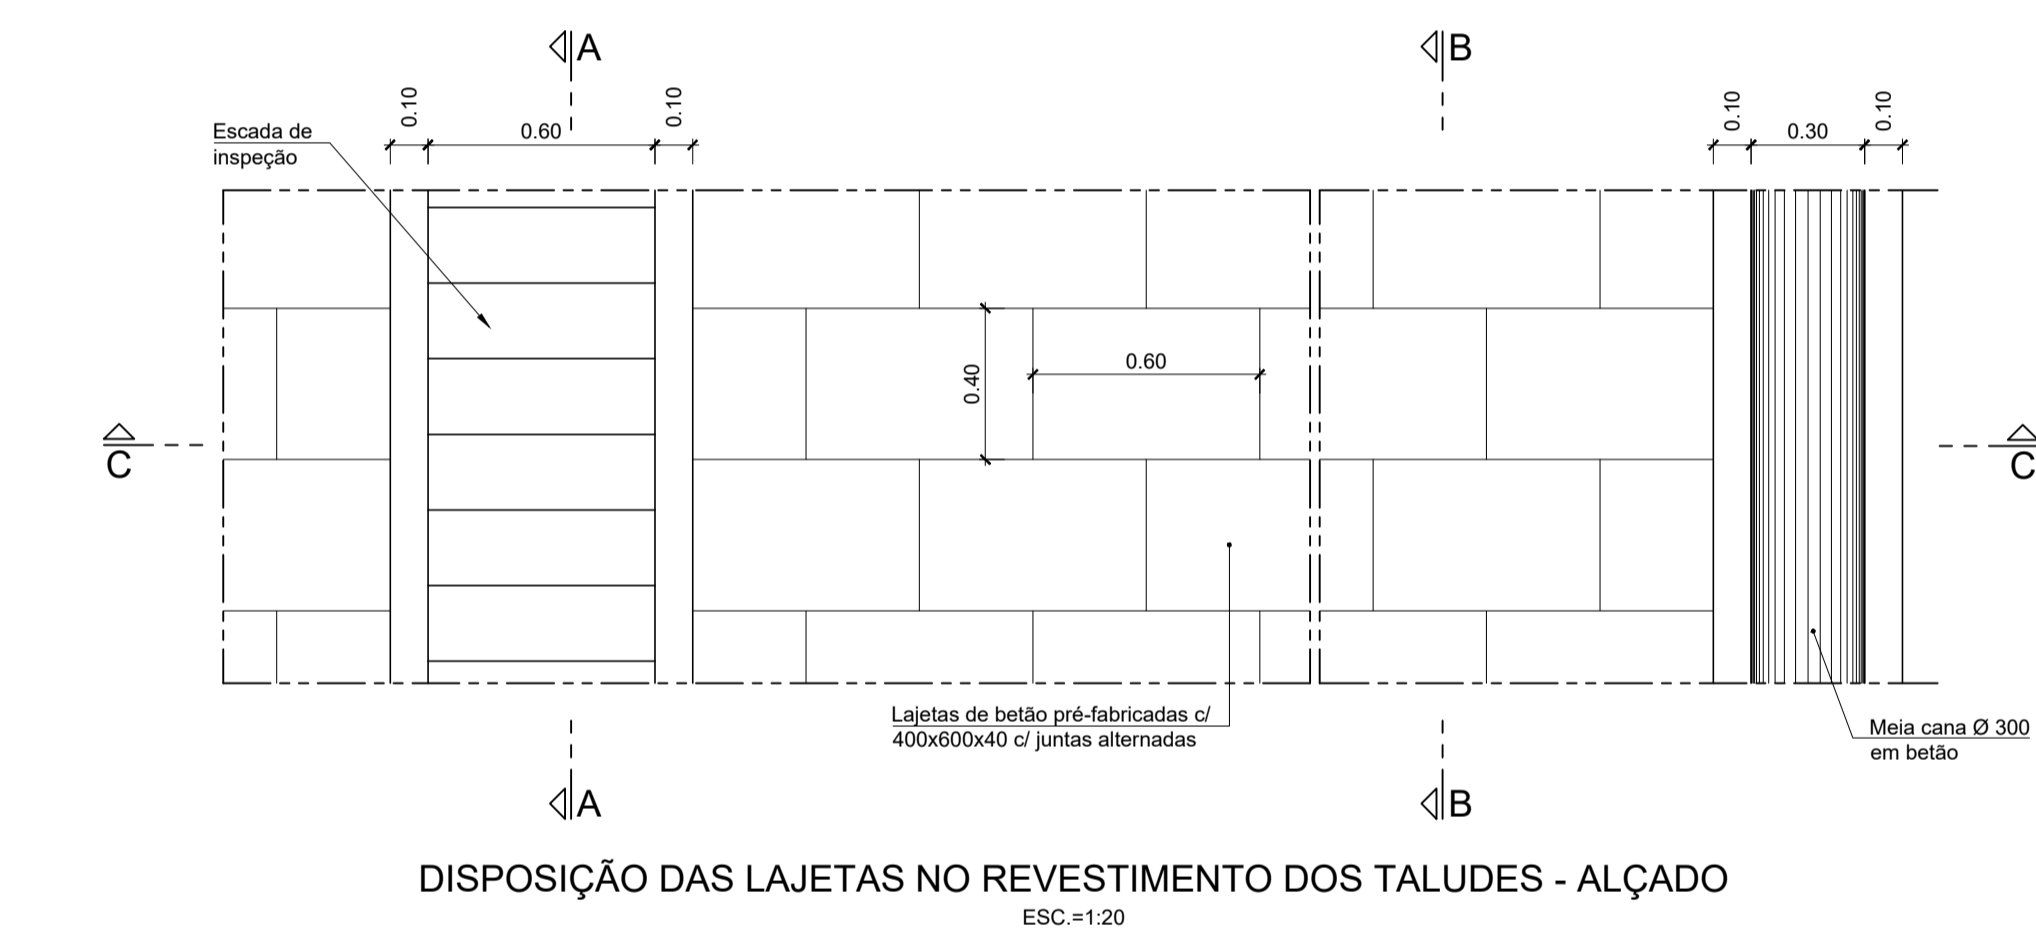 A
B
0.10
0.60
0.10
0.10
0.30
0.10
Escada de
inspeção
0.60
0.40
C
C
Lajetas de betão pré-fabricadas c/
400x600x40 c/ juntas alternadas
Meia cana Ø 300
em betão
A
B
DISPOSIÇÃO DAS LAJETAS NO REVESTIMENTO DOS TALUDES - ALÇADO
ESC.=1:20